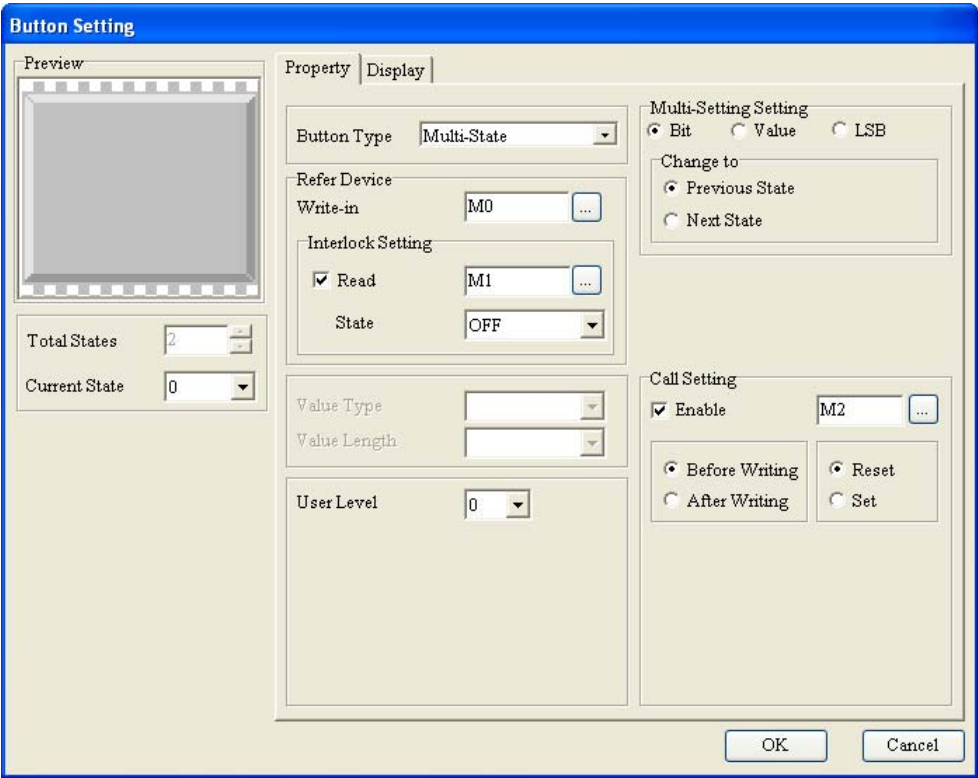 Button Setting
Preview
Total States 2
Current State 0
Property Display
Button Type Multi-State
Refer Device
Write-in M0 ...
Interlock Setting
Read M1 ...
State OFF
Value Type
Value Length
User Level 0
Multi-Setting Setting
Bit Value LSB
Change to
Previous State
Next State
Call Setting
Enable M2 ...
Before Writing Reset
After Writing Set
OK Cancel